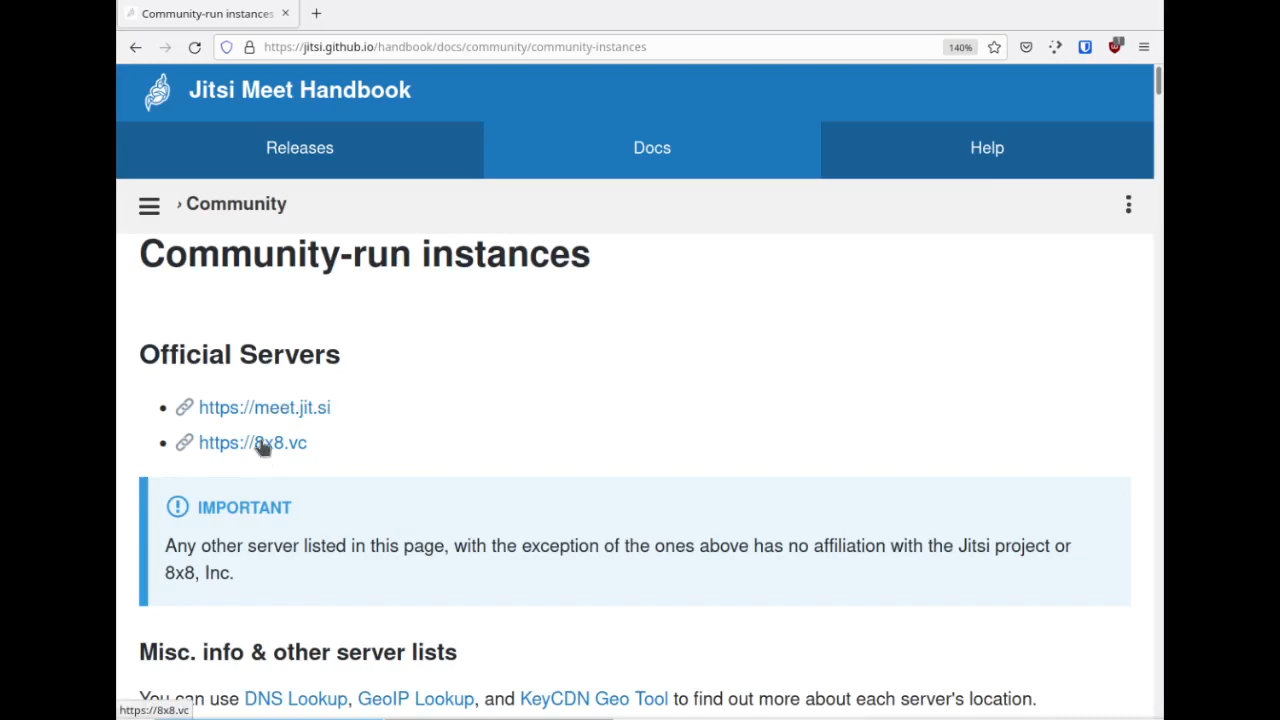 Community-run instances
https://jitsi.github.io/handbook/docs/community/community-instances
140%
1
Jitsi Meet Handbook
Releases
Docs
Help
› Community
Community-run instances
Official Servers
• https://meet.jit.si
• https://8x8.vc
IMPORTANT
Any other server listed in this page, with the exception of the ones above has no affiliation with the Jitsi project or
8x8, Inc.
Misc. info & other server lists
You can use DNS Lookup, GeoIP Lookup, and KeyCDN Geo Tool to find out more about each server's location.
https://8x8.vc